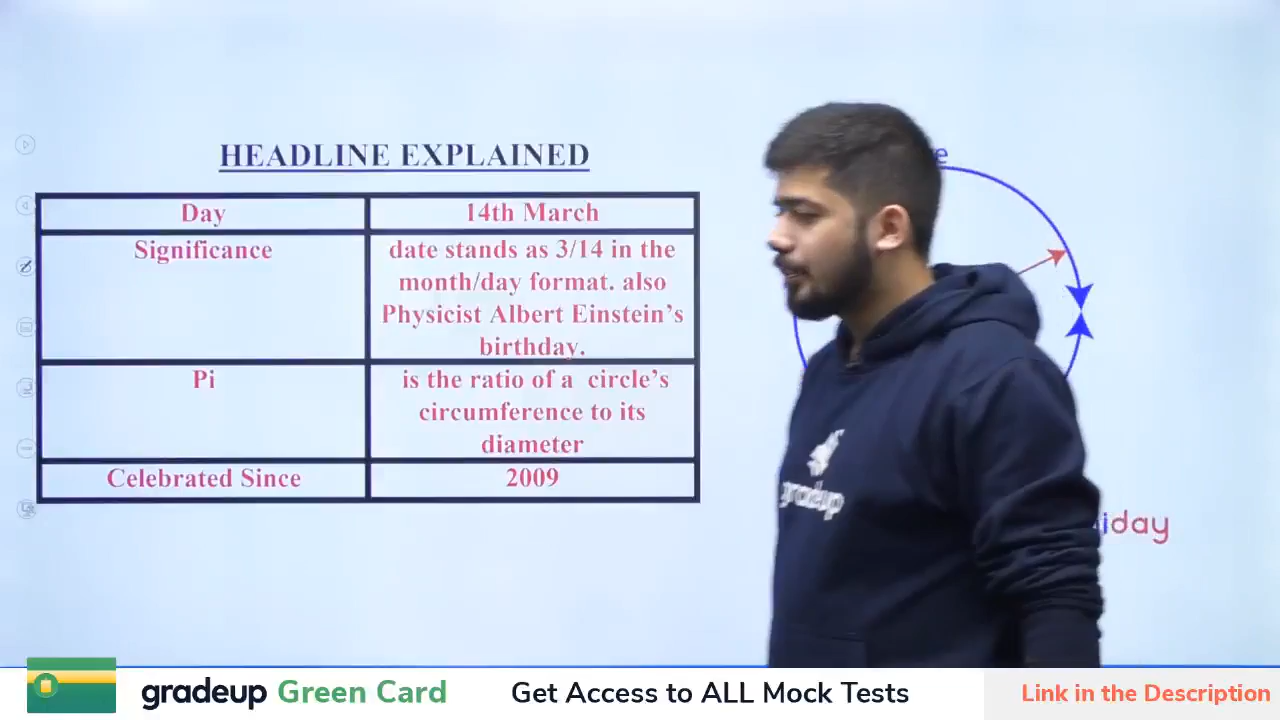 HEADLINE EXPLAINED
Day
14th March
Significance
date stands as 3/14 in the
month/day format. also
Physicist Albert Einstein’s
birthday.
Pi
is the ratio of a circle’s
circumference to its
diameter
Celebrated Since
2009
gradeup
day
gradeup Green Card
Get Access to ALL Mock Tests
Link in the Description